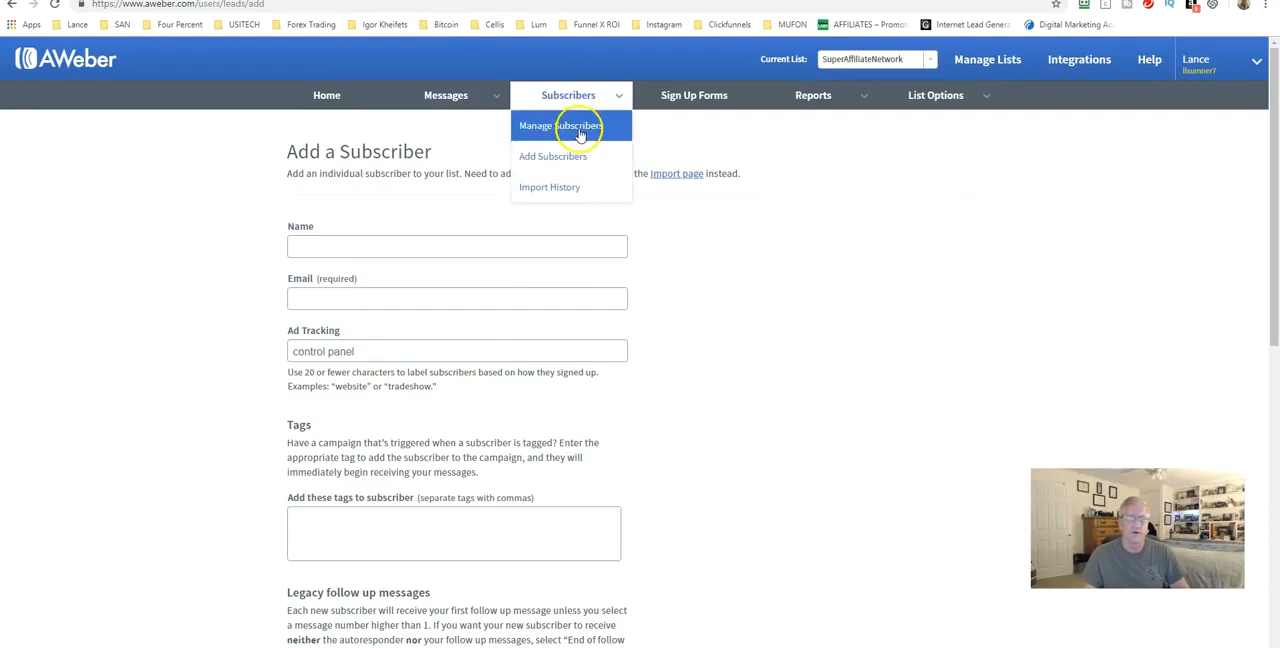 https://www.aweber.com/users/leads/add
Apps Lance SAN Four Percent USITECH Forex Trading Igor Kheifets Bitcoin Cellis Lurn Funnel X ROI Instagram Clickfunnels MUFON AFFILIATES – Promot Internet Lead Genera Digital Marketing Ac
AWeber
Current List: SuperAffiliateNetwork Manage Lists Integrations Help Lance
llsumner7
Home Messages Subscribers Sign Up Forms Reports List Options
Manage Subscribers
Add Subscribers
Import History
Add a Subscriber
Add an individual subscriber to your list. Need to ad the Import page instead.
Name
Email (required)
Ad Tracking
control panel
Use 20 or fewer characters to label subscribers based on how they signed up.
Examples: “website” or “tradeshow.”
Tags
Have a campaign that's triggered when a subscriber is tagged? Enter the
appropriate tag to add the subscriber to the campaign, and they will
immediately begin receiving your messages.
Add these tags to subscriber (separate tags with commas)
Legacy follow up messages
Each new subscriber will receive your first follow up message unless you select
a message number higher than 1. If you want your new subscriber to receive
neither the autoresponder nor your follow up messages, select “End of follow